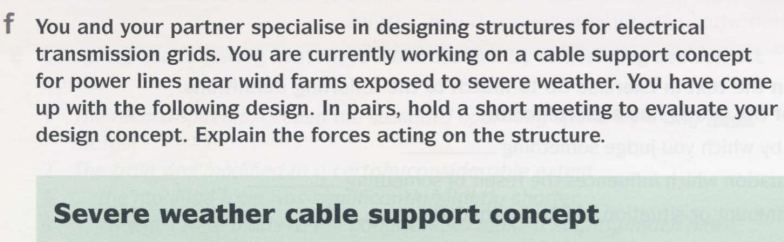 f You and your partner specialise in designing structures for electrical
transmission grids. You are currently working on a cable support concept
for power lines near wind farms exposed to severe weather. You have come
up with the following design. In pairs, hold a short meeting to evaluate your
design concept. Explain the forces acting on the structure.
Severe weather cable support concept